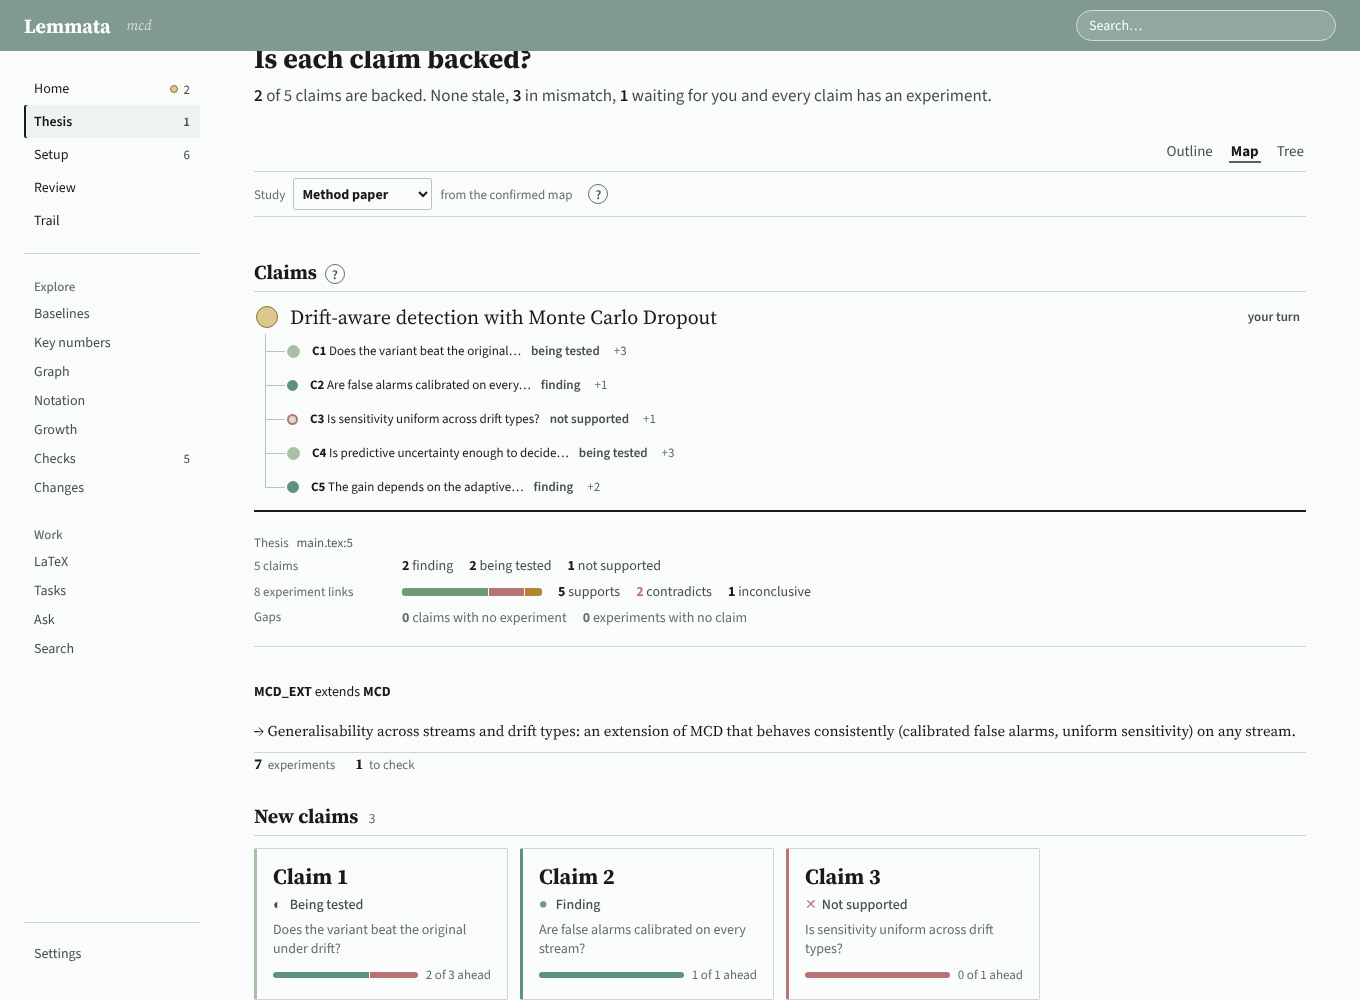 Lemmata mcd
Search…
Home 2
Thesis 1
Setup 6
Review
Trail
Explore
Baselines
Key numbers
Graph
Notation
Growth
Checks 5
Changes
Work
LaTeX
Tasks
Ask
Search
Settings
Is each claim backed?
2 of 5 claims are backed. None stale, 3 in mismatch, 1 waiting for you and every claim has an experiment.
Outline Map Tree
Study Method paper from the confirmed map ?
Claims ?
Drift-aware detection with Monte Carlo Dropout your turn
C1 Does the variant beat the original… being tested +3
C2 Are false alarms calibrated on every… finding +1
C3 Is sensitivity uniform across drift types? not supported +1
C4 Is predictive uncertainty enough to decide… being tested +3
C5 The gain depends on the adaptive… finding +2
Thesis main.tex:5
5 claims 2 finding 2 being tested 1 not supported
8 experiment links 5 supports 2 contradicts 1 inconclusive
Gaps 0 claims with no experiment 0 experiments with no claim
MCD_EXT extends MCD
→ Generalisability across streams and drift types: an extension of MCD that behaves consistently (calibrated false alarms, uniform sensitivity) on any stream.
7 experiments 1 to check
New claims 3
Claim 1
Being tested
Does the variant beat the original
under drift?
2 of 3 ahead
Claim 2
Finding
Are false alarms calibrated on every
stream?
1 of 1 ahead
Claim 3
✕ Not supported
Is sensitivity uniform across drift
types?
0 of 1 ahead